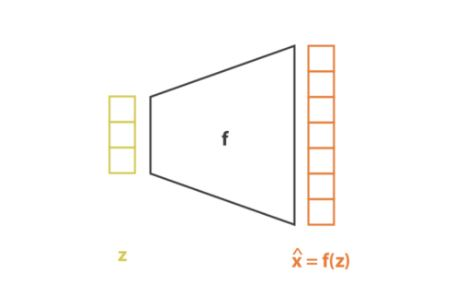 f
z
x̂ = f(z)